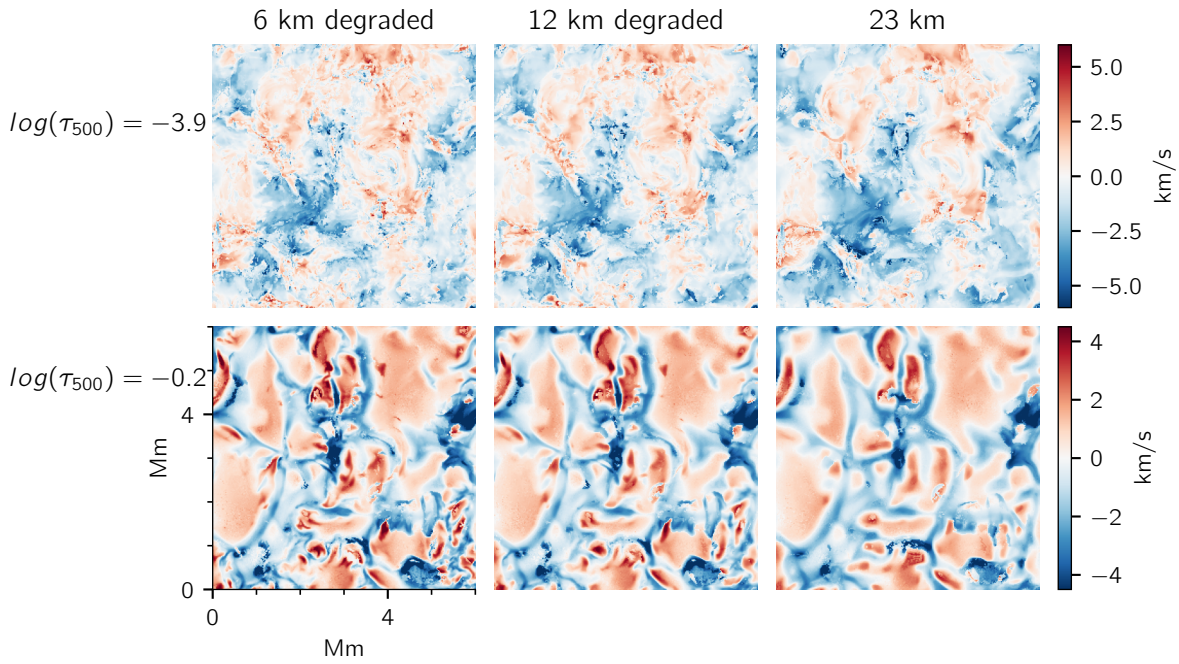 6 km degraded
12 km degraded
23 km
log(τ500) = −3.9
5.0
2.5
0.0
−2.5
−5.0
km/s
log(τ500) = −0.2
4
0
Mm
0
4
Mm
4
2
0
−2
−4
km/s